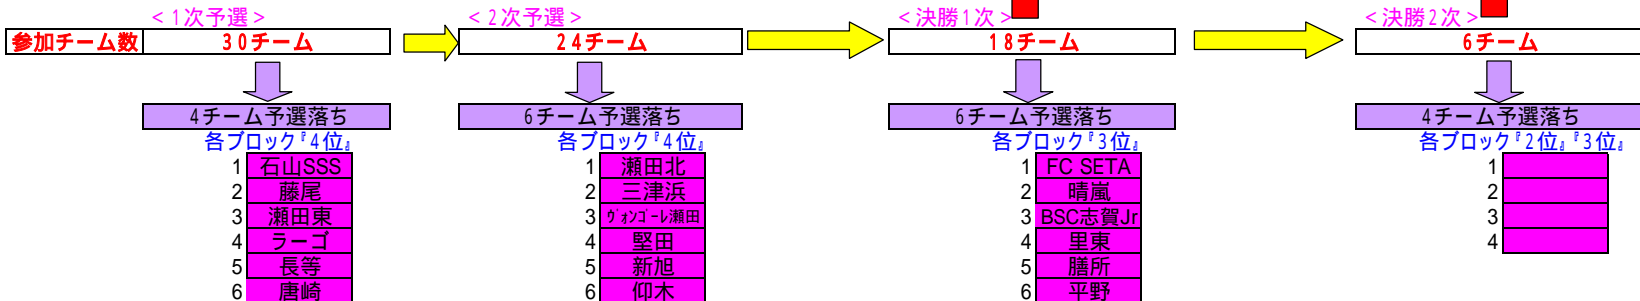 <1次予選> <2次予選> <決勝1次> <決勝2次>
参加チーム数 30チーム 24チーム 18チーム 6チーム
4チーム予選落ち 6チーム予選落ち 6チーム予選落ち 4チーム予選落ち
各ブロック『4位』 各ブロック『4位』 各ブロック『3位』 各ブロック『2位』『3位』
1 石山SSS 1 瀬田北 1 FC SETA 1
2 藤尾 2 三津浜 2 晴嵐 2
3 瀬田東 3 ヴォンゴーレ瀬田 3 BSC志賀Jr 3
4 ラーゴ 4 堅田 4 里東 4
5 長等 5 新旭 5 膳所
6 唐崎 6 仰木 6 平野